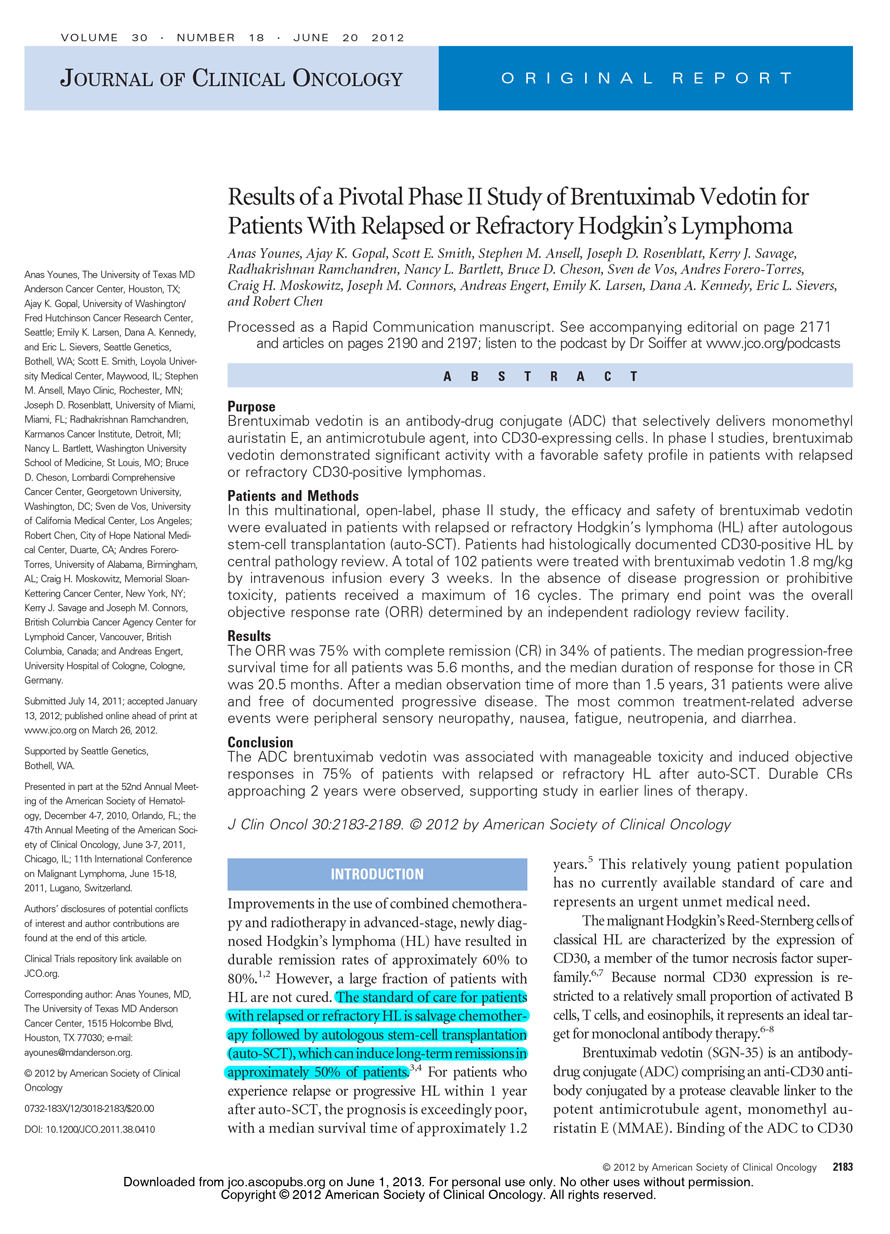 VOLUME 30 · NUMBER 18 · JUNE 20 2012
JOURNAL OF CLINICAL ONCOLOGY
ORIGINAL REPORT
Results of a Pivotal Phase II Study of Brentuximab Vedotin for
Patients With Relapsed or Refractory Hodgkin's Lymphoma
Anas Younes, Ajay K. Gopal, Scott E. Smith, Stephen M. Ansell, Joseph D. Rosenblatt, Kerry J. Savage,
Radhakrishnan Ramchandren, Nancy L. Bartlett, Bruce D. Cheson, Sven de Vos, Andres Forero-Torres,
Craig H. Moskowitz, Joseph M. Connors, Andreas Engert, Emily K. Larsen, Dana A. Kennedy, Eric L. Sievers,
and Robert Chen
Processed as a Rapid Communication manuscript. See accompanying editorial on page 2171
and articles on pages 2190 and 2197; listen to the podcast by Dr Soiffer at www.jco.org/podcasts
Anas Younes, The University of Texas MD
Anderson Cancer Center, Houston, TX;
Ajay K. Gopal, University of Washington/
Fred Hutchinson Cancer Research Center,
Seattle; Emily K. Larsen, Dana A. Kennedy,
and Eric L. Sievers, Seattle Genetics,
Bothell, WA; Scott E. Smith, Loyola Univer-
sity Medical Center, Maywood, IL; Stephen
M. Ansell, Mayo Clinic, Rochester, MN;
Joseph D. Rosenblatt, University of Miami,
Miami, FL; Radhakrishnan Ramchandren,
Karmanos Cancer Institute, Detroit, MI;
Nancy L. Bartlett, Washington University
School of Medicine, St Louis, MO; Bruce
D. Cheson, Lombardi Comprehensive
Cancer Center, Georgetown University,
Washington, DC; Sven de Vos, University
of California Medical Center, Los Angeles;
Robert Chen, City of Hope National Medi-
cal Center, Duarte, CA; Andres Forero-
Torres, University of Alabama, Birmingham,
AL; Craig H. Moskowitz, Memorial Sloan-
Kettering Cancer Center, New York, NY;
Kerry J. Savage and Joseph M. Connors,
British Columbia Cancer Agency Center for
Lymphoid Cancer, Vancouver, British
Columbia, Canada; and Andreas Engert,
University Hospital of Cologne, Cologne,
Germany.
Submitted July 14, 2011; accepted January
13, 2012; published online ahead of print at
www.jco.org on March 26, 2012.
Supported by Seattle Genetics,
Bothell, WA.
Presented in part at the 52nd Annual Meet-
ing of the American Society of Hematol-
ogy, December 4-7, 2010, Orlando, FL; the
47th Annual Meeting of the American Soci-
ety of Clinical Oncology, June 3-7, 2011,
Chicago, IL; 11th International Conference
on Malignant Lymphoma, June 15-18,
2011, Lugano, Switzerland.
Authors' disclosures of potential conflicts
of interest and author contributions are
found at the end of this article.
Clinical Trials repository link available on
JCO.org.
Corresponding author: Anas Younes, MD,
The University of Texas MD Anderson
Cancer Center, 1515 Holcombe Blvd,
Houston, TX 77030; e-mail:
ayounes@mdanderson.org.
© 2012 by American Society of Clinical
Oncology
0732-183X/12/3018-2183/$20.00
DOI: 10.1200/JCO.2011.38.0410
ABSTRACT
Purpose
Brentuximab vedotin is an antibody-drug conjugate (ADC) that selectively delivers monomethyl
auristatin E, an antimicrotubule agent, into CD30-expressing cells. In phase I studies, brentuximab
vedotin demonstrated significant activity with a favorable safety profile in patients with relapsed
or refractory CD30-positive lymphomas.
Patients and Methods
In this multinational, open-label, phase II study, the efficacy and safety of brentuximab vedotin
were evaluated in patients with relapsed or refractory Hodgkin's lymphoma (HL) after autologous
stem-cell transplantation (auto-SCT). Patients had histologically documented CD30-positive HL by
central pathology review. A total of 102 patients were treated with brentuximab vedotin 1.8 mg/kg
by intravenous infusion every 3 weeks. In the absence of disease progression or prohibitive
toxicity, patients received a maximum of 16 cycles. The primary end point was the overall
objective response rate (ORR) determined by an independent radiology review facility.
Results
The ORR was 75% with complete remission (CR) in 34% of patients. The median progression-free
survival time for all patients was 5.6 months, and the median duration of response for those in CR
was 20.5 months. After a median observation time of more than 1.5 years, 31 patients were alive
and free of documented progressive disease. The most common treatment-related adverse
events were peripheral sensory neuropathy, nausea, fatigue, neutropenia, and diarrhea.
Conclusion
The ADC brentuximab vedotin was associated with manageable toxicity and induced objective
responses in 75% of patients with relapsed or refractory HL after auto-SCT. Durable CRs
approaching 2 years were observed, supporting study in earlier lines of therapy.
J Clin Oncol 30:2183-2189. © 2012 by American Society of Clinical Oncology
INTRODUCTION
Improvements in the use of combined chemothera-
py and radiotherapy in advanced-stage, newly diag-
nosed Hodgkin's lymphoma (HL) have resulted in
durable remission rates of approximately 60% to
80%.1,2 However, a large fraction of patients with
HL are not cured. The standard of care for patients
with relapsed or refractory HL is salvage chemother-
apy followed by autologous stem-cell transplantation
(auto-SCT), which can induce long-term remissions in
approximately 50% of patients.3,4 For patients who
experience relapse or progressive HL within 1 year
after auto-SCT, the prognosis is exceedingly poor,
with a median survival time of approximately 1.2
years.5 This relatively young patient population
has no currently available standard of care and
represents an urgent unmet medical need.
The malignant Hodgkin's Reed-Sternberg cells of
classical HL are characterized by the expression of
CD30, a member of the tumor necrosis factor super-
family.6,7 Because normal CD30 expression is re-
stricted to a relatively small proportion of activated B
cells, T cells, and eosinophils, it represents an ideal tar-
get for monoclonal antibody therapy.6-8
Brentuximab vedotin (SGN-35) is an antibody-
drug conjugate (ADC) comprising an anti-CD30 anti-
body conjugated by a protease cleavable linker to the
potent antimicrotubule agent, monomethyl au-
ristatin E (MMAE). Binding of the ADC to CD30
© 2012 by American Society of Clinical Oncology 2183
Downloaded from jco.ascopubs.org on June 1, 2013. For personal use only. No other uses without permission.
Copyright © 2012 American Society of Clinical Oncology. All rights reserved.